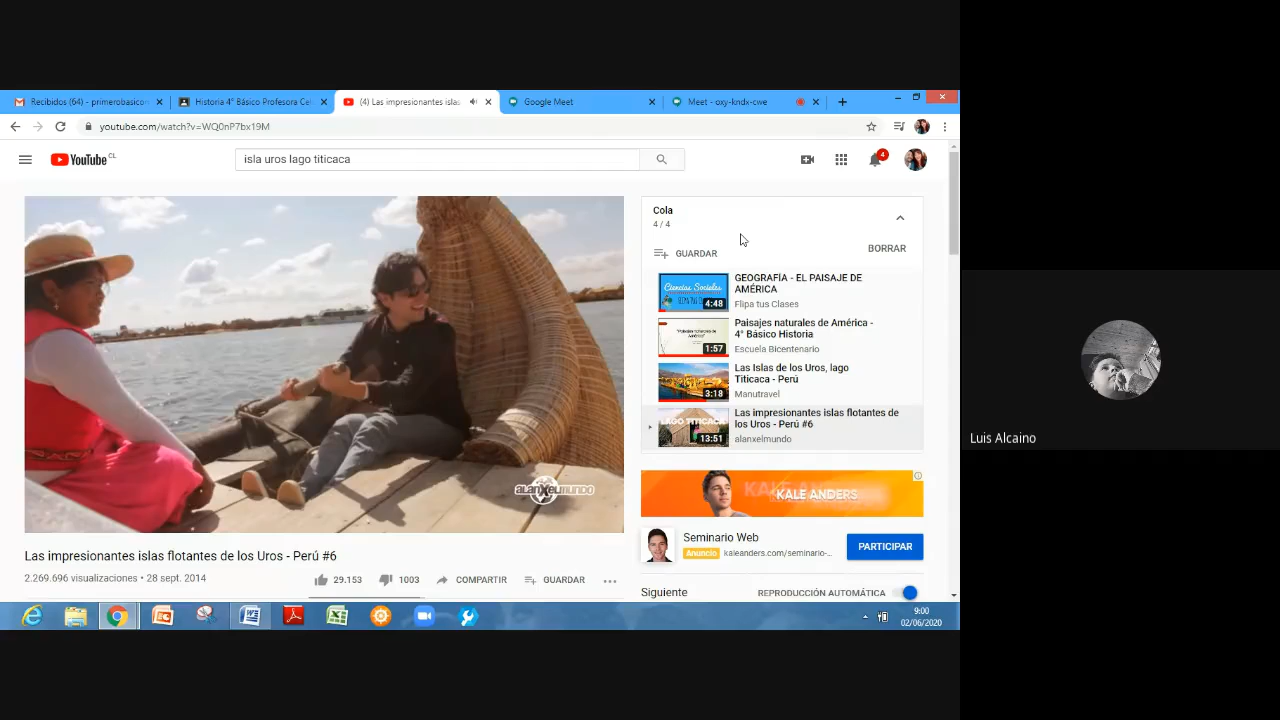 Recibidos (64) - primerobasico
Historia 4° Básico Profesora Cel
(4) Las impresionantes islas
Google Meet
Meet - oxy-kndx-cwe
youtube.com/watch?v=WQ0nP7bx19M
YouTube CL
isla uros lago titicaca
4
Cola
4 / 4
GUARDAR
BORRAR
Ciencias Sociales
4:48
GEOGRAFÍA - EL PAISAJE DE
AMÉRICA
Flipa tus Clases
1:57
Paisajes naturales de América -
4° Básico Historia
Escuela Bicentenario
3:18
Las Islas de los Uros, lago
Titicaca - Perú
Manutravel
LAGO TITICACA
13:51
Las impresionantes islas flotantes de
los Uros - Perú #6
alanxelmundo
alanxelmundo
KALE ANDERS
Seminario Web
Anuncio kaleanders.com/seminario-...
PARTICIPAR
Las impresionantes islas flotantes de los Uros - Perú #6
2.269.696 visualizaciones • 28 sept. 2014
29.153
1003
COMPARTIR
GUARDAR
Siguiente
REPRODUCCIÓN AUTOMÁTICA
9:00
02/06/2020
Luis Alcaino